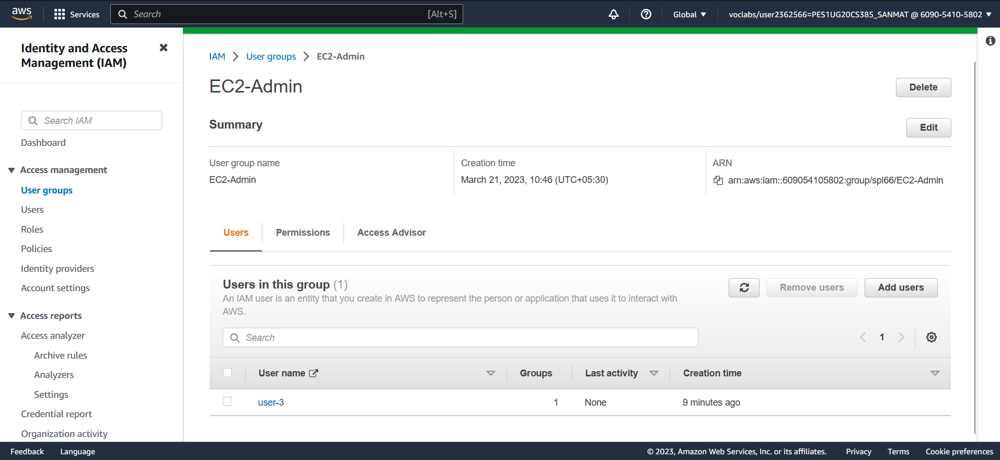 aws
Services
Search
[Alt+S]
Global
voclabs/user2362566=PES1UG20CS385_SANMAT @ 6090-5410-5802
Identity and Access
Management (IAM)
Search IAM
Dashboard
Access management
User groups
Users
Roles
Policies
Identity providers
Account settings
Access reports
Access analyzer
Archive rules
Analyzers
Settings
Credential report
Organization activity
IAM
User groups
EC2-Admin
EC2-Admin
Delete
Summary
Edit
User group name
EC2-Admin
Creation time
March 21, 2023, 10:46 (UTC+05:30)
ARN
arn:aws:iam::609054105802:group/spl66/EC2-Admin
Users
Permissions
Access Advisor
Users in this group (1)
An IAM user is an entity that you create in AWS to represent the person or application that uses it to interact with
AWS.
Remove users
Add users
Search
1
User name
Groups
Last activity
Creation time
user-3
1
None
9 minutes ago
Feedback
Language
© 2023, Amazon Web Services, Inc. or its affiliates.
Privacy
Terms
Cookie preferences